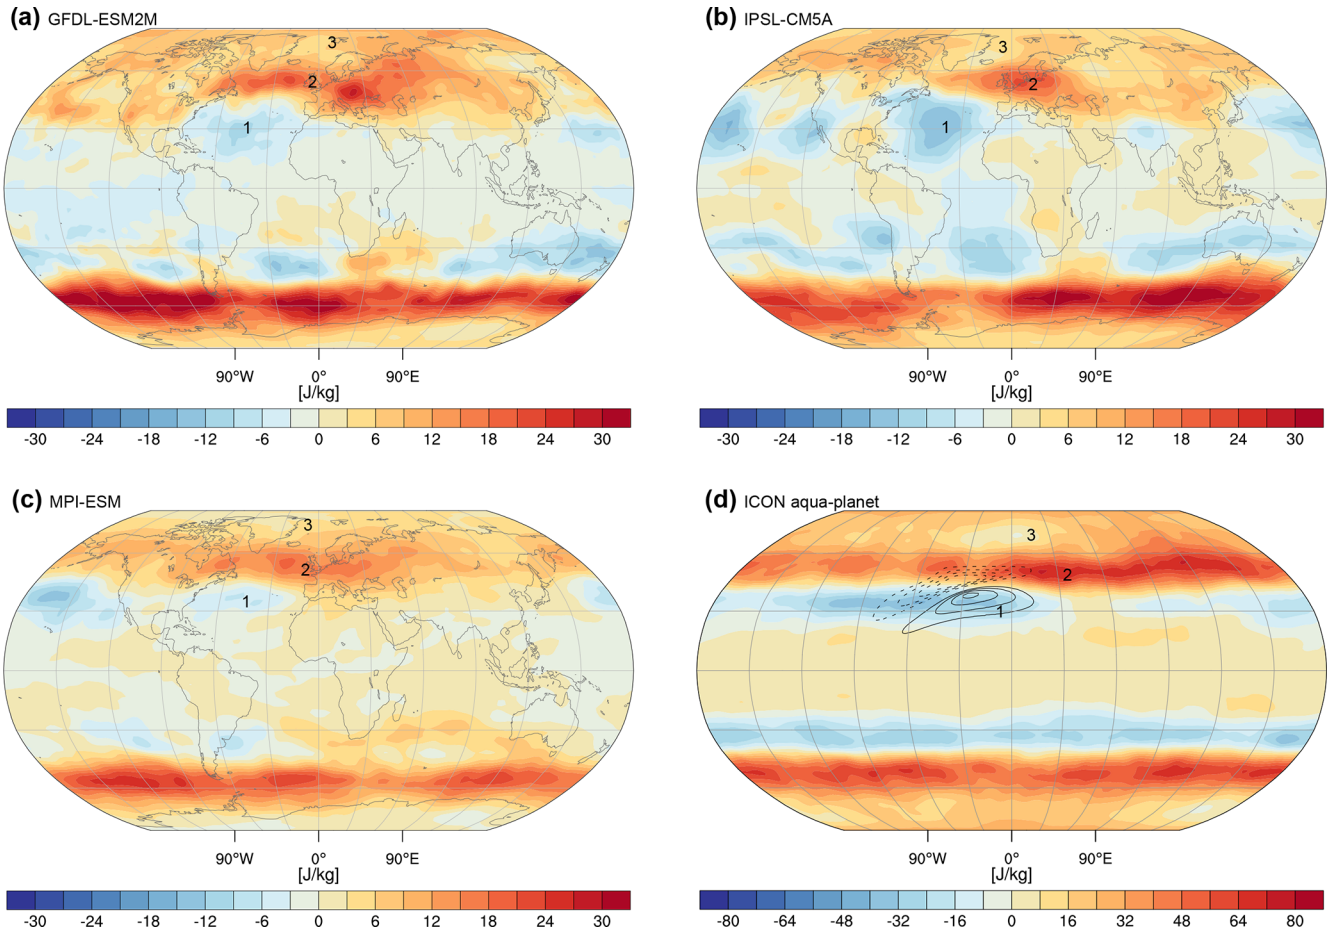 (a) GFDL-ESM2M
3
2
1
90°W 0° 90°E
[J/kg]
-30 -24 -18 -12 -6 0 6 12 18 24 30
(b) IPSL-CM5A
3
2
1
90°W 0° 90°E
[J/kg]
-30 -24 -18 -12 -6 0 6 12 18 24 30
(c) MPI-ESM
3
2
1
90°W 0° 90°E
[J/kg]
-30 -24 -18 -12 -6 0 6 12 18 24 30
(d) ICON aqua-planet
3
2
1
90°W 0° 90°E
[J/kg]
-80 -64 -48 -32 -16 0 16 32 48 64 80